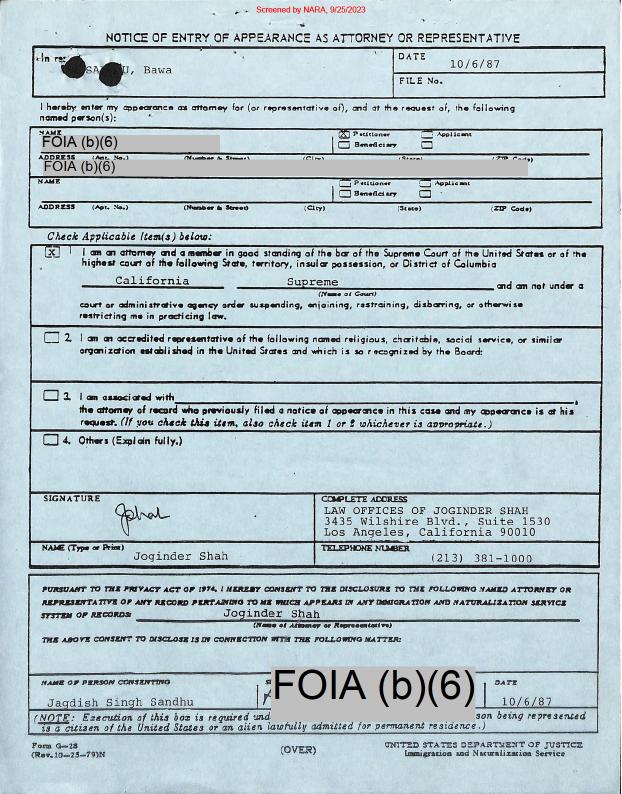 Screened by NARA, 9/25/2023
NOTICE OF ENTRY OF APPEARANCE AS ATTORNEY OR REPRESENTATIVE
In re:
U, Bawa
DATE
10/6/87
FILE No.
I hereby enter my appearance as attorney for (or representative of), and at the request of, the following
named person(s):
NAME
FOIA (b)(6)
X Petitioner Applicant
Beneficiary
ADDRESS (Apt. No.) (Number & Street) (City) (State) (ZIP Code)
FOIA (b)(6)
NAME
Petitioner Applicant
Beneficiary
ADDRESS (Apt. No.) (Number & Street) (City) (State) (ZIP Code)
Check Applicable Item(s) below:
X 1. I am an attorney and a member in good standing of the bar of the Supreme Court of the United States or of the
highest court of the following State, territory, insular possession, or District of Columbia
California Supreme and am not under a
(Name of Court)
court or administrative agency order suspending, enjoining, restraining, disbarring, or otherwise
restricting me in practicing law.
2. I am an accredited representative of the following named religious, charitable, social service, or similar
organization established in the United States and which is so recognized by the Board:
3. I am associated with
the attorney of record who previously filed a notice of appearance in this case and my appearance is at his
request. (If you check this item, also check item 1 or 2 whichever is appropriate.)
4. Others (Explain fully.)
SIGNATURE
COMPLETE ADDRESS
LAW OFFICES OF JOGINDER SHAH
3435 Wilshire Blvd., Suite 1530
Los Angeles, California 90010
NAME (Type or Print)
Joginder Shah
TELEPHONE NUMBER
(213) 381-1000
PURSUANT TO THE PRIVACY ACT OF 1974, I HEREBY CONSENT TO THE DISCLOSURE TO THE FOLLOWING NAMED ATTORNEY OR
REPRESENTATIVE OF ANY RECORD PERTAINING TO ME WHICH APPEARS IN ANY IMMIGRATION AND NATURALIZATION SERVICE
SYSTEM OF RECORDS: Joginder Shah
(Name of Attorney or Representative)
THE ABOVE CONSENT TO DISCLOSE IS IN CONNECTION WITH THE FOLLOWING MATTER:
NAME OF PERSON CONSENTING
Jagdish Singh Sandhu
FOIA (b)(6)
DATE
10/6/87
(NOTE: Execution of this box is required und son being represented
is a citizen of the United States or an alien lawfully admitted for permanent residence.)
Form G-28
(Rev.10-25-79)N
(OVER)
UNITED STATES DEPARTMENT OF JUSTICE
Immigration and Naturalization Service